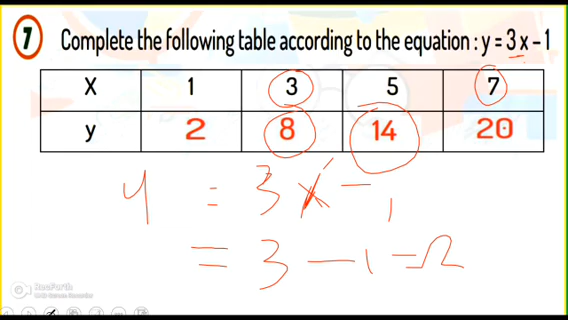 7 Complete the following table according to the equation : y = 3 x – 1
X 1 3 5 7
y 2 8 14 20
y = 3x – 1
= 3 – 1 = 2